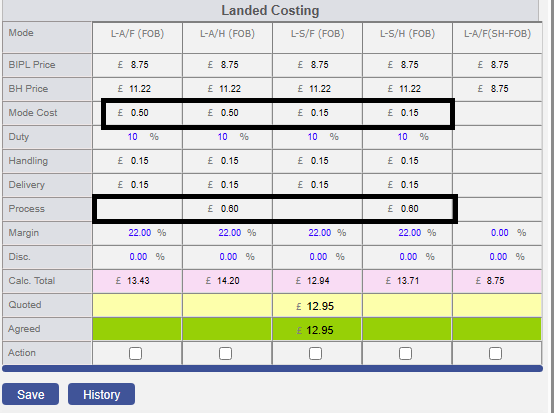 Landed Costing
Mode L-A/F (FOB) L-A/H (FOB) L-S/F (FOB) L-S/H (FOB) L-A/F(SH-FOB)
BIPL Price £ 8.75 £ 8.75 £ 8.75 £ 8.75 £ 8.75
BH Price £ 11.22 £ 11.22 £ 11.22 £ 11.22 £ 8.75
Mode Cost £ 0.50 £ 0.50 £ 0.15 £ 0.15
Duty 10 % 10 % 10 % 10 %
Handling £ 0.15 £ 0.15 £ 0.15 £ 0.15
Delivery £ 0.15 £ 0.15 £ 0.15 £ 0.15
Process £ 0.60 £ 0.60
Margin 22.00 % 22.00 % 22.00 % 22.00 % 0.00 %
Disc. 0.00 % 0.00 % 0.00 % 0.00 % 0.00 %
Calc. Total £ 13.43 £ 14.20 £ 12.94 £ 13.71 £ 8.75
Quoted £ 12.95
Agreed £ 12.95
Action
Save History